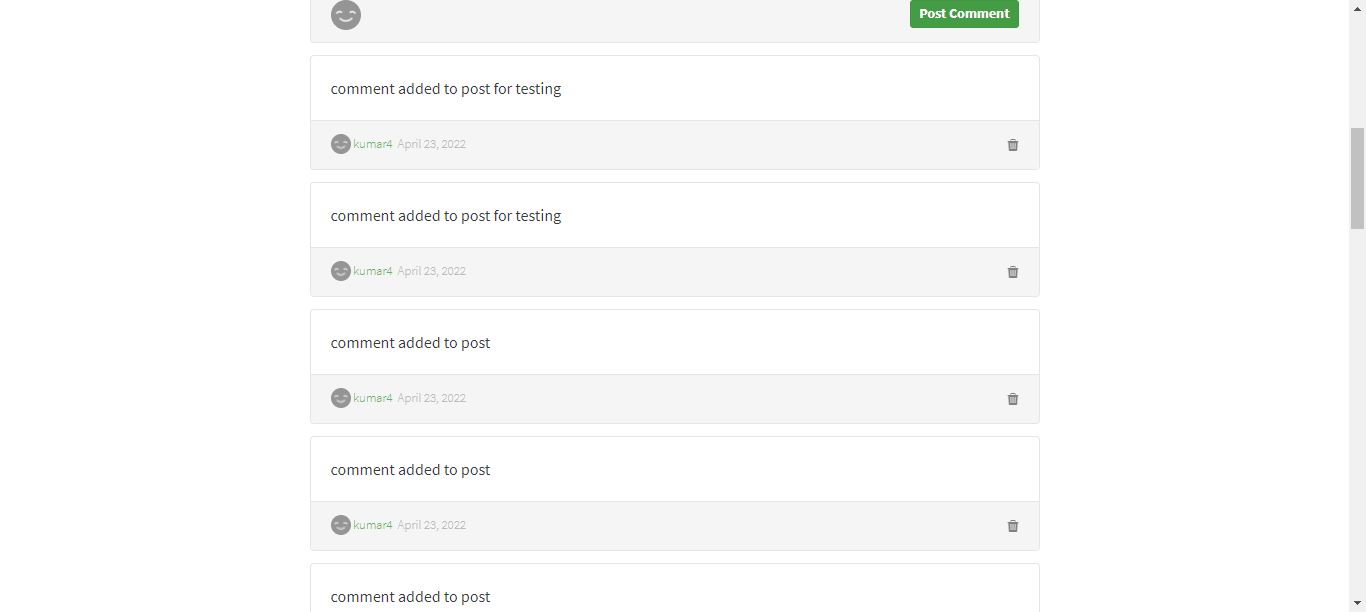 Post Comment
comment added to post for testing
kumar4 April 23, 2022
comment added to post for testing
kumar4 April 23, 2022
comment added to post
kumar4 April 23, 2022
comment added to post
kumar4 April 23, 2022
comment added to post